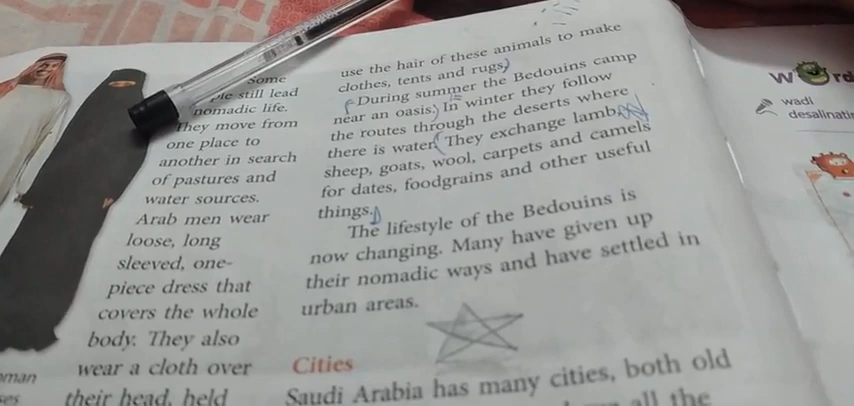 Some
still lead
nomadic life.
They move from
one place to
another in search
of pastures and
water sources.
Arab men wear
loose, long
sleeved, one-
piece dress that
covers the whole
body. They also
wear a cloth over
their head, held
use the hair of these animals to make
clothes, tents and rugs.
During summer the Bedouins camp
near an oasis. In winter they follow
the routes through the deserts where
there is water. They exchange lamb,
sheep, goats, wool, carpets and camels
for dates, foodgrains and other useful
things.
The lifestyle of the Bedouins is
now changing. Many have given up
their nomadic ways and have settled in
urban areas.
Cities
Saudi Arabia has many cities, both old
all the
wadi